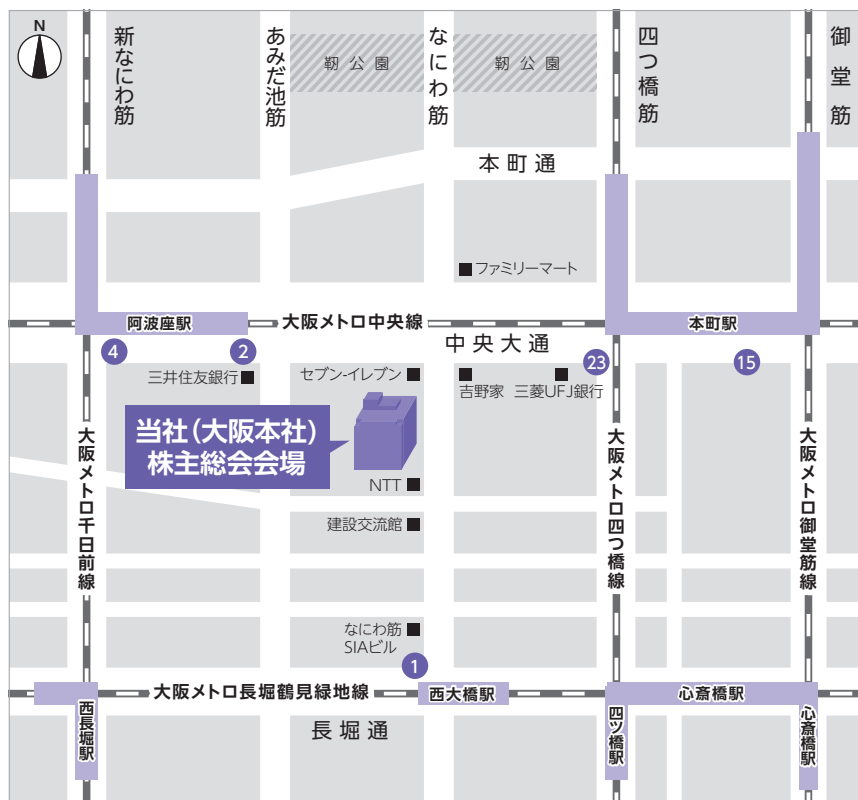 N
新なにわ筋
あみだ池筋
なにわ筋
四つ橋筋
御堂筋
靭公園
靭公園
本町通
ファミリーマート
阿波座駅
大阪メトロ中央線
本町駅
中央大通
4
2
23
15
三井住友銀行
セブン-イレブン
吉野家
三菱UFJ銀行
当社(大阪本社)
株主総会会場
大阪メトロ千日前線
大阪メトロ四つ橋線
大阪メトロ御堂筋線
NTT
建設交流館
なにわ筋
SIAビル
1
大阪メトロ長堀鶴見緑地線
西大橋駅
心斎橋駅
西長堀駅
長堀通
四ツ橋駅
心斎橋駅